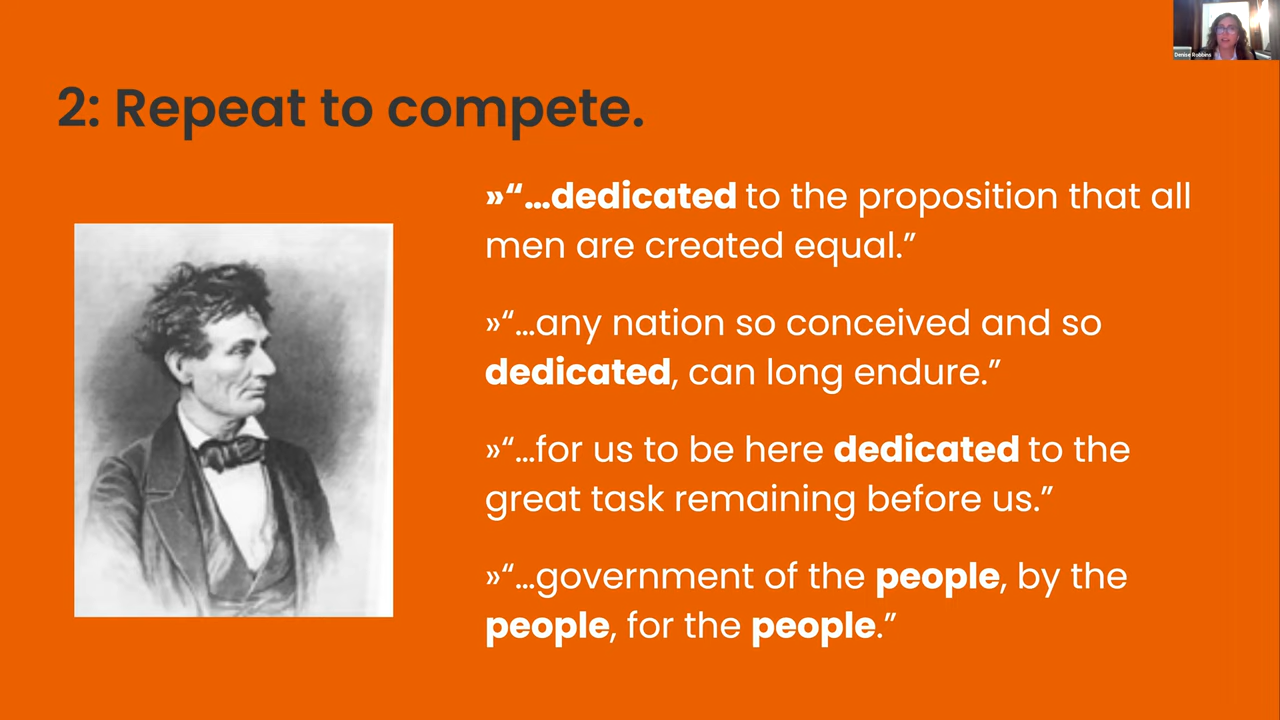 Denise Robbins
2: Repeat to compete.
»“...dedicated to the proposition that all
men are created equal.”
»“...any nation so conceived and so
dedicated, can long endure.”
»“...for us to be here dedicated to the
great task remaining before us.”
»“...government of the people, by the
people, for the people.”